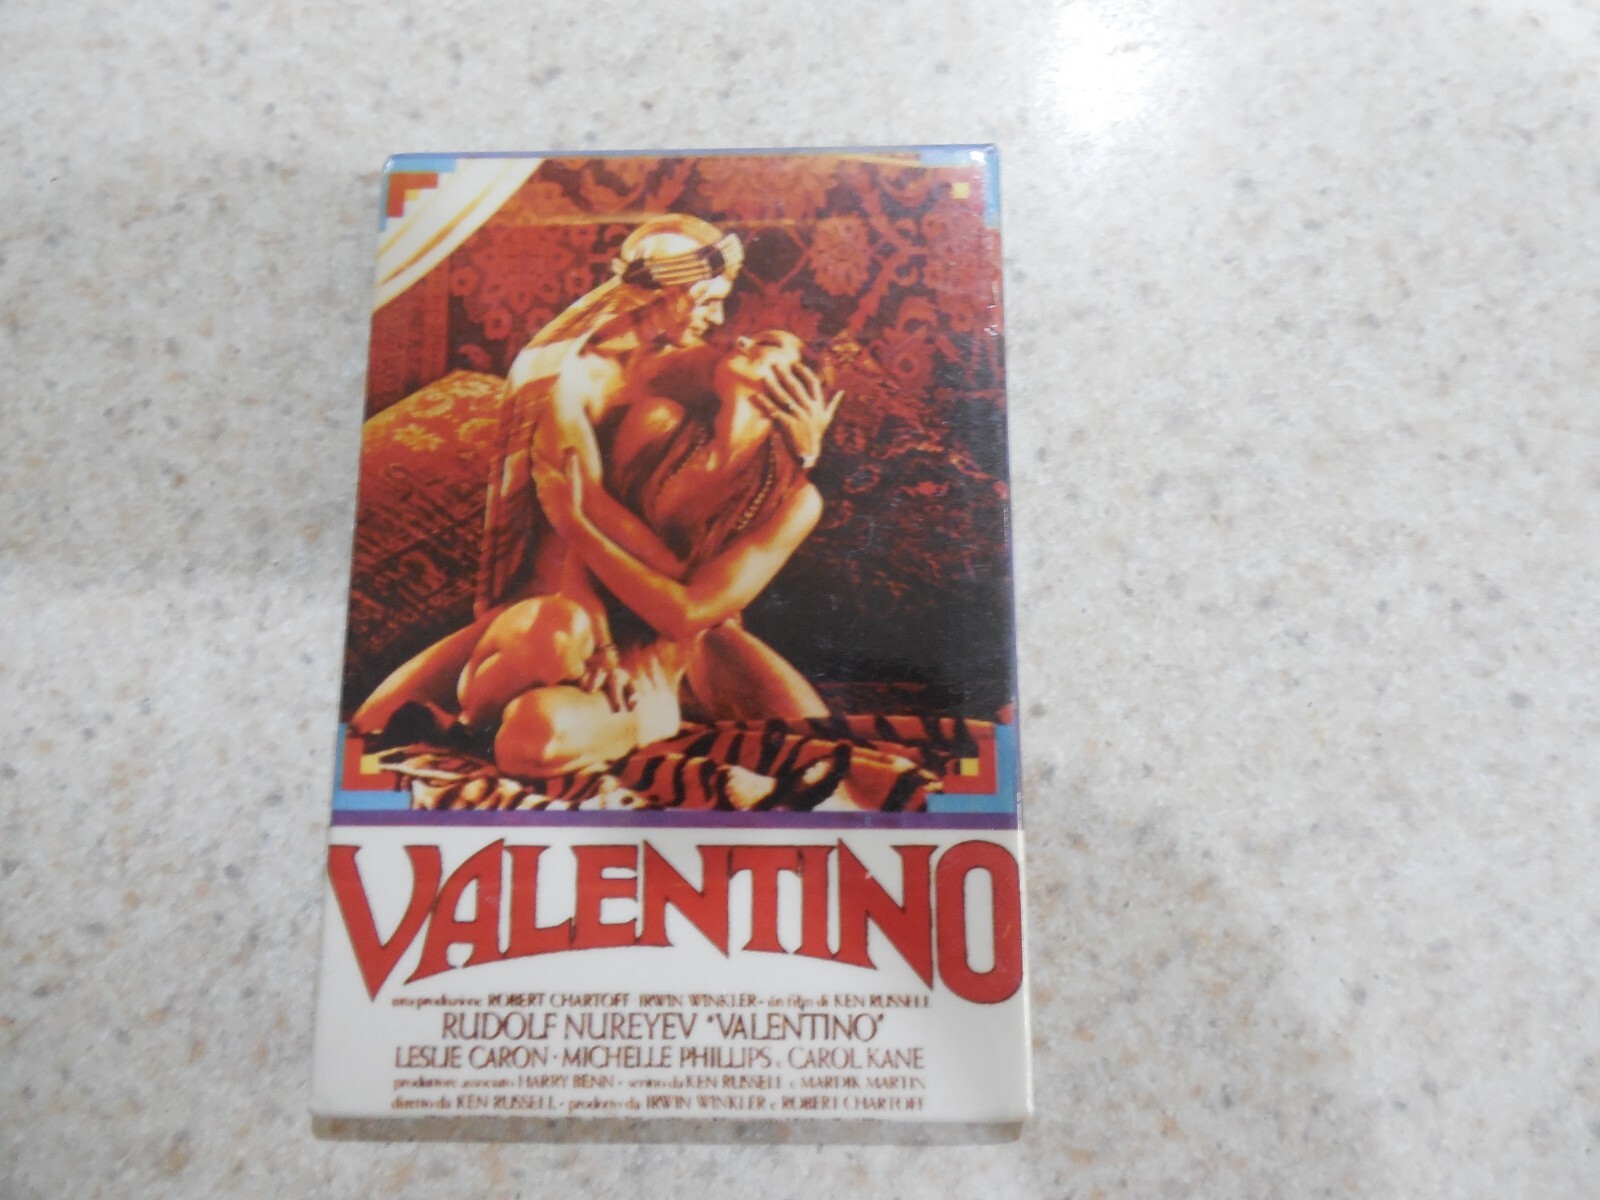 VALENTINO
una produzione ROBERT CHARTOFF - IRWIN WINKLER - un film di KEN RUSSELL
RUDOLF NUREYEV "VALENTINO"
LESLIE CARON · MICHELLE PHILLIPS e CAROL KANE
produttore associato HARRY BENN - scritto da KEN RUSSELL e MARDIK MARTIN
diretto da KEN RUSSELL - prodotto da IRWIN WINKLER e ROBERT CHARTOFF